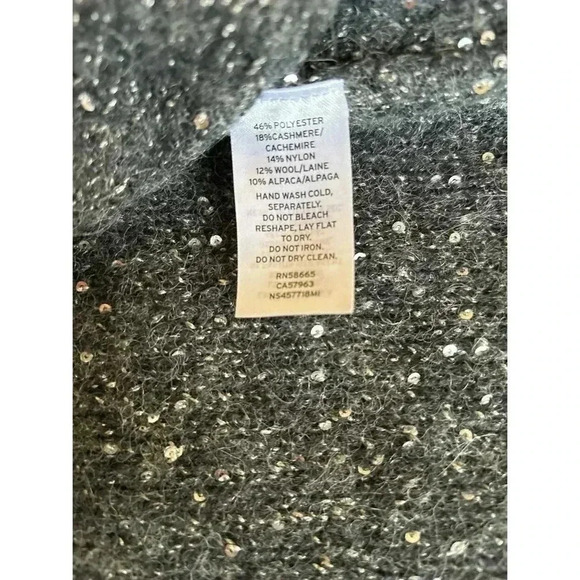 46% POLYESTER
18%CASHMERE/
CACHEMIRE
14% NYLON
12% WOOL/LAINE
10% ALPACA/ALPAGA
HAND WASH COLD,
SEPARATELY.
DO NOT BLEACH
RESHAPE, LAY FLAT
TO DRY.
DO NOT IRON.
DO NOT DRY CLEAN.
RN58665
CA57963
NS457718MI